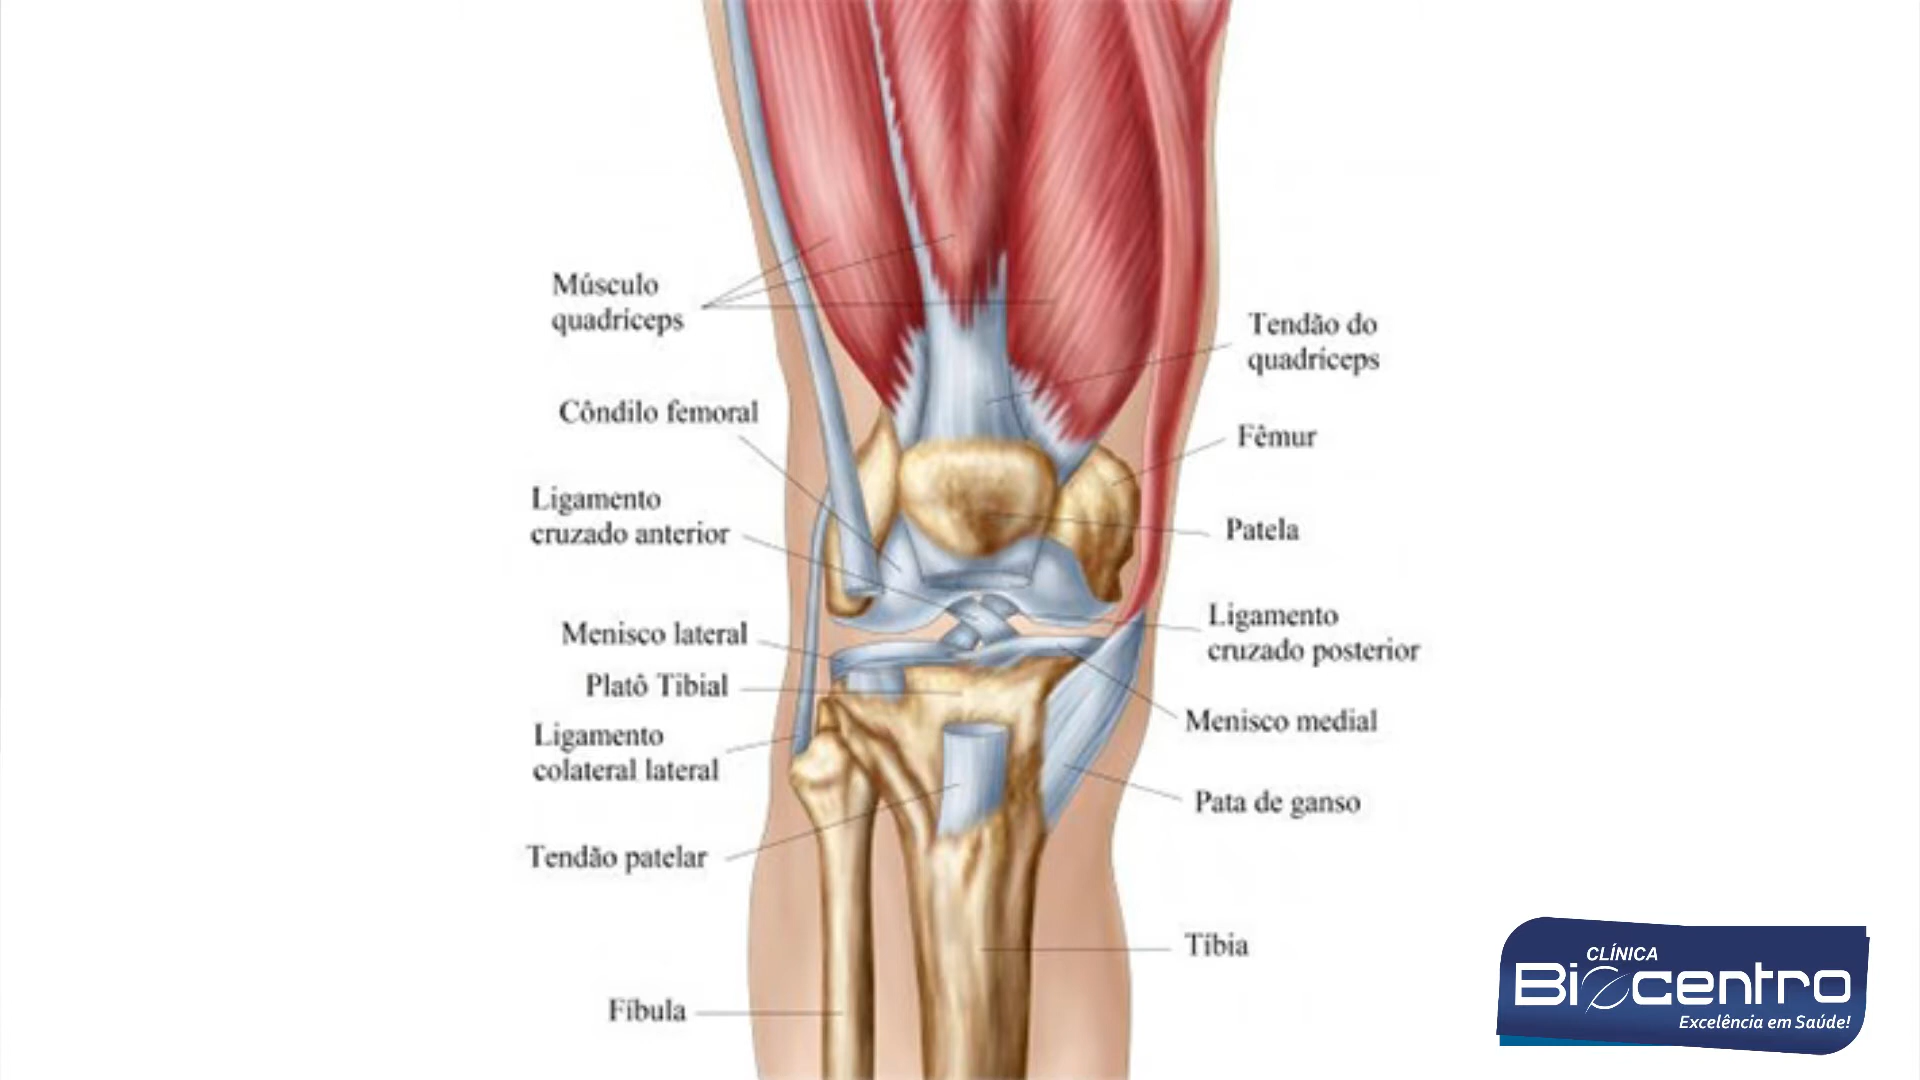 Músculo
quadríceps
Tendão do
quadríceps
Côndilo femoral
Fêmur
Ligamento
cruzado anterior
Patela
Ligamento
cruzado posterior
Menisco lateral
Platô Tibial
Menisco medial
Ligamento
colateral lateral
Pata de ganso
Tendão patelar
Tíbia
Fíbula
CLÍNICA
Biocentro
Excelência em Saúde!